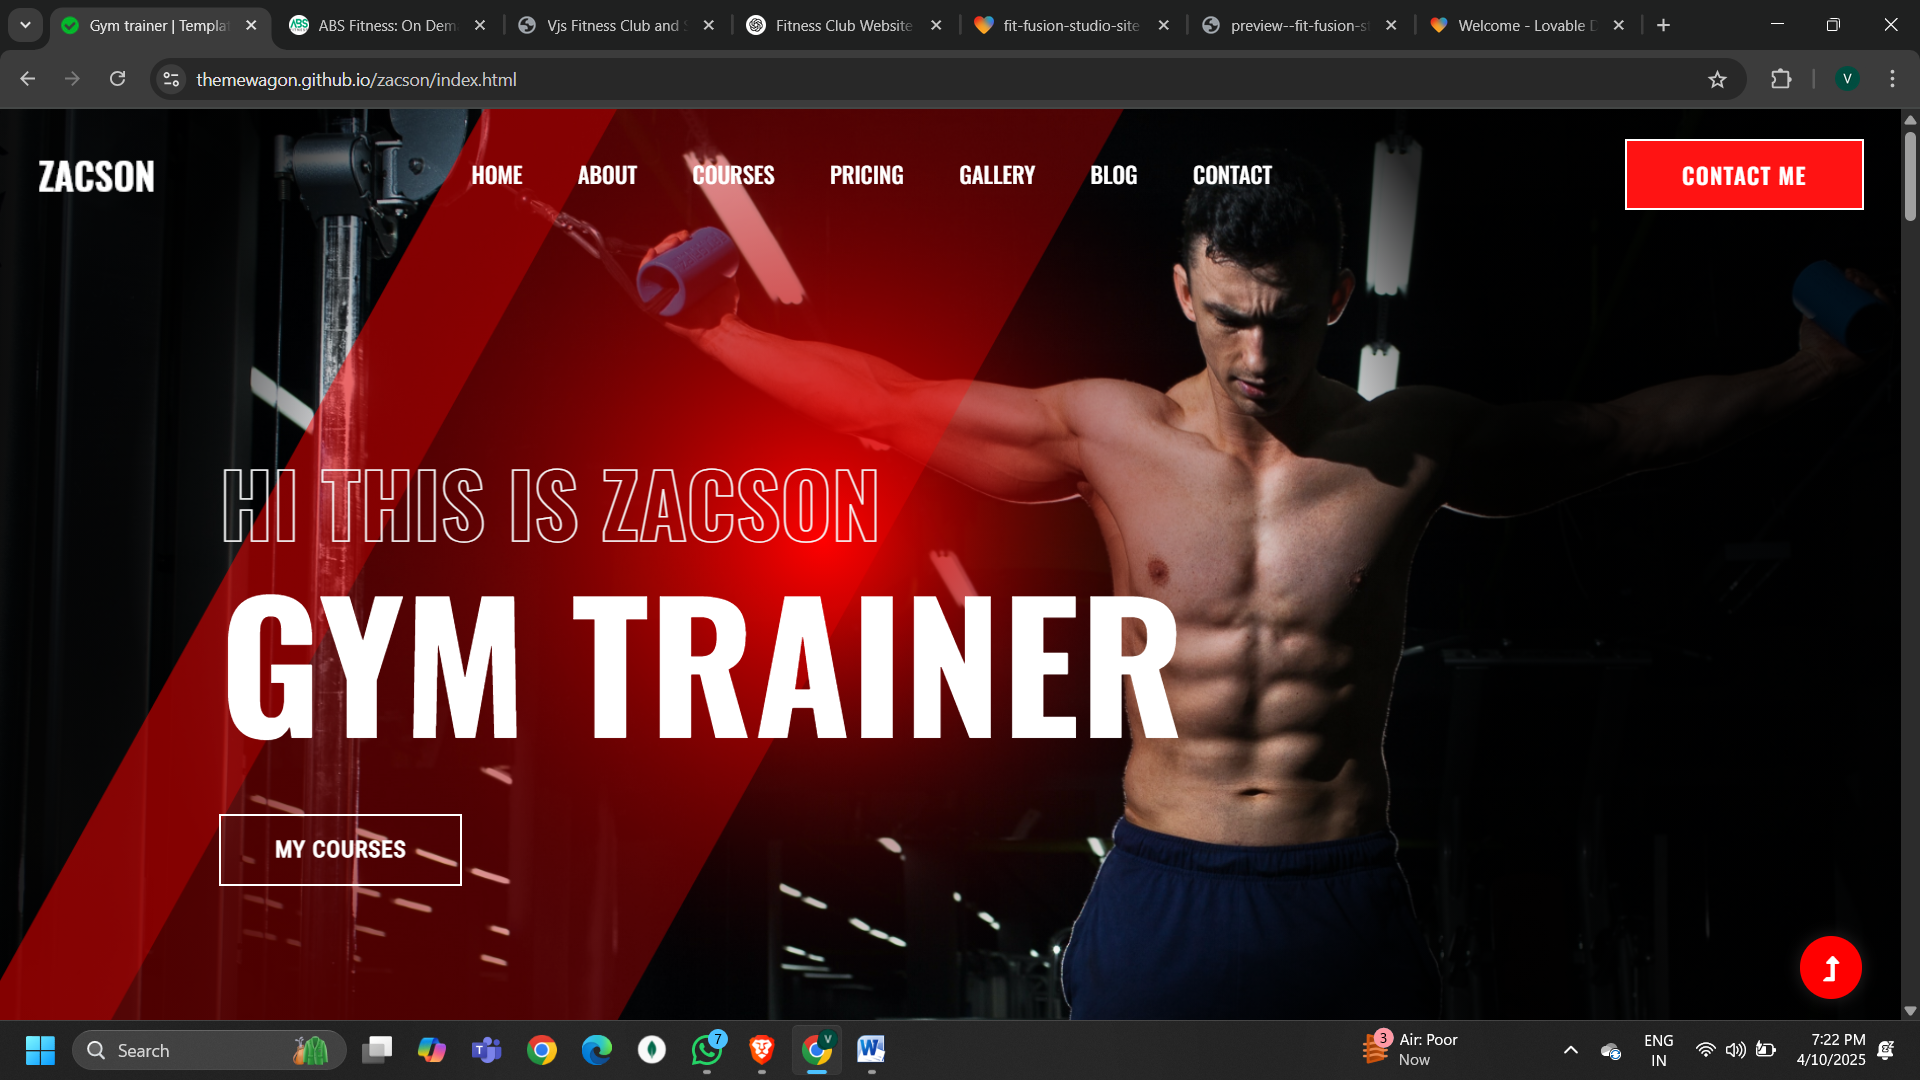 Gym trainer | Templat
ABS Fitness: On Dem
Vjs Fitness Club and S
Fitness Club Website
fit-fusion-studio-site
preview--fit-fusion-st
Welcome - Lovable D
themewagon.github.io/zacson/index.html
V
ZACSON
HOME
ABOUT
COURSES
PRICING
GALLERY
BLOG
CONTACT
CONTACT ME
HI THIS IS ZACSON
GYM TRAINER
MY COURSES
Search
7
V
3
Air: Poor
Now
ENG
IN
7:22 PM
4/10/2025